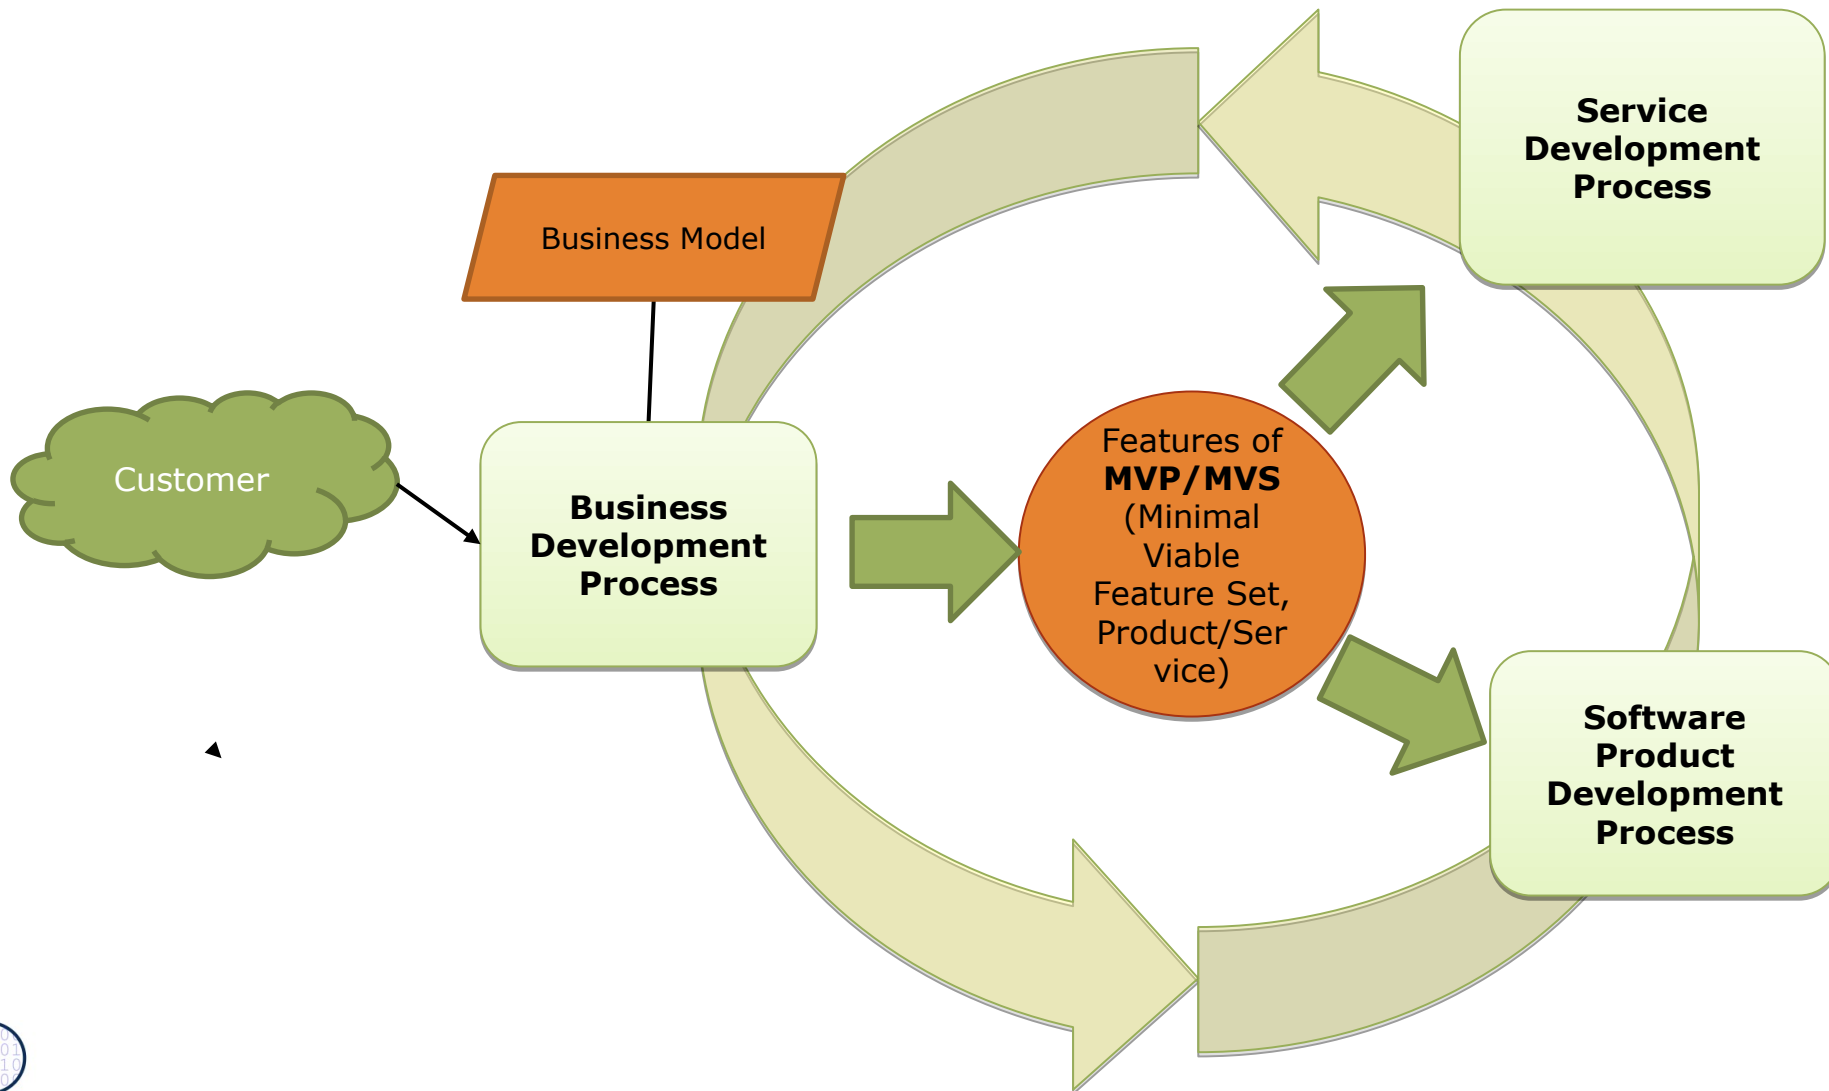 Service
Development
Process
Business Model
Customer
Business
Development
Process
Features of
MVP/MVS
(Minimal
Viable
Feature Set,
Product/Ser
vice)
Software
Product
Development
Process